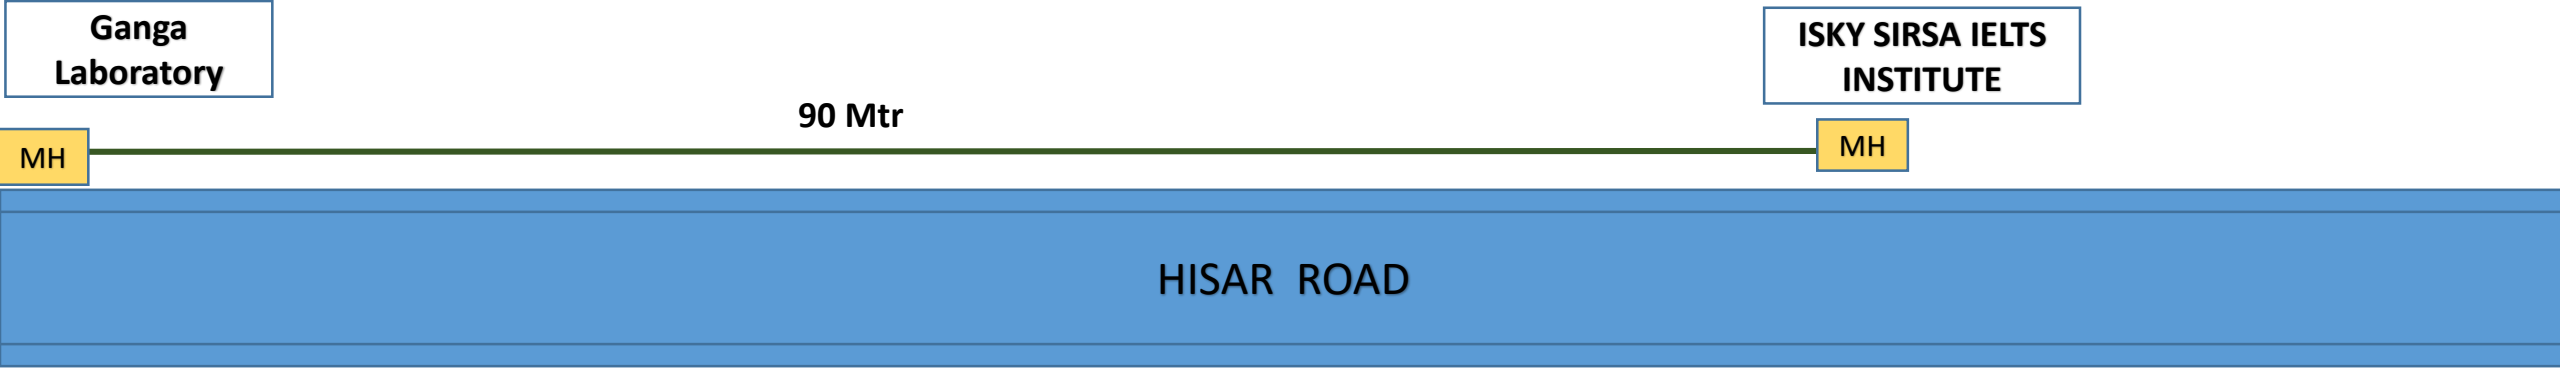 Ganga
Laboratory
ISKY SIRSA IELTS
INSTITUTE
90 Mtr
MH
MH
HISAR ROAD